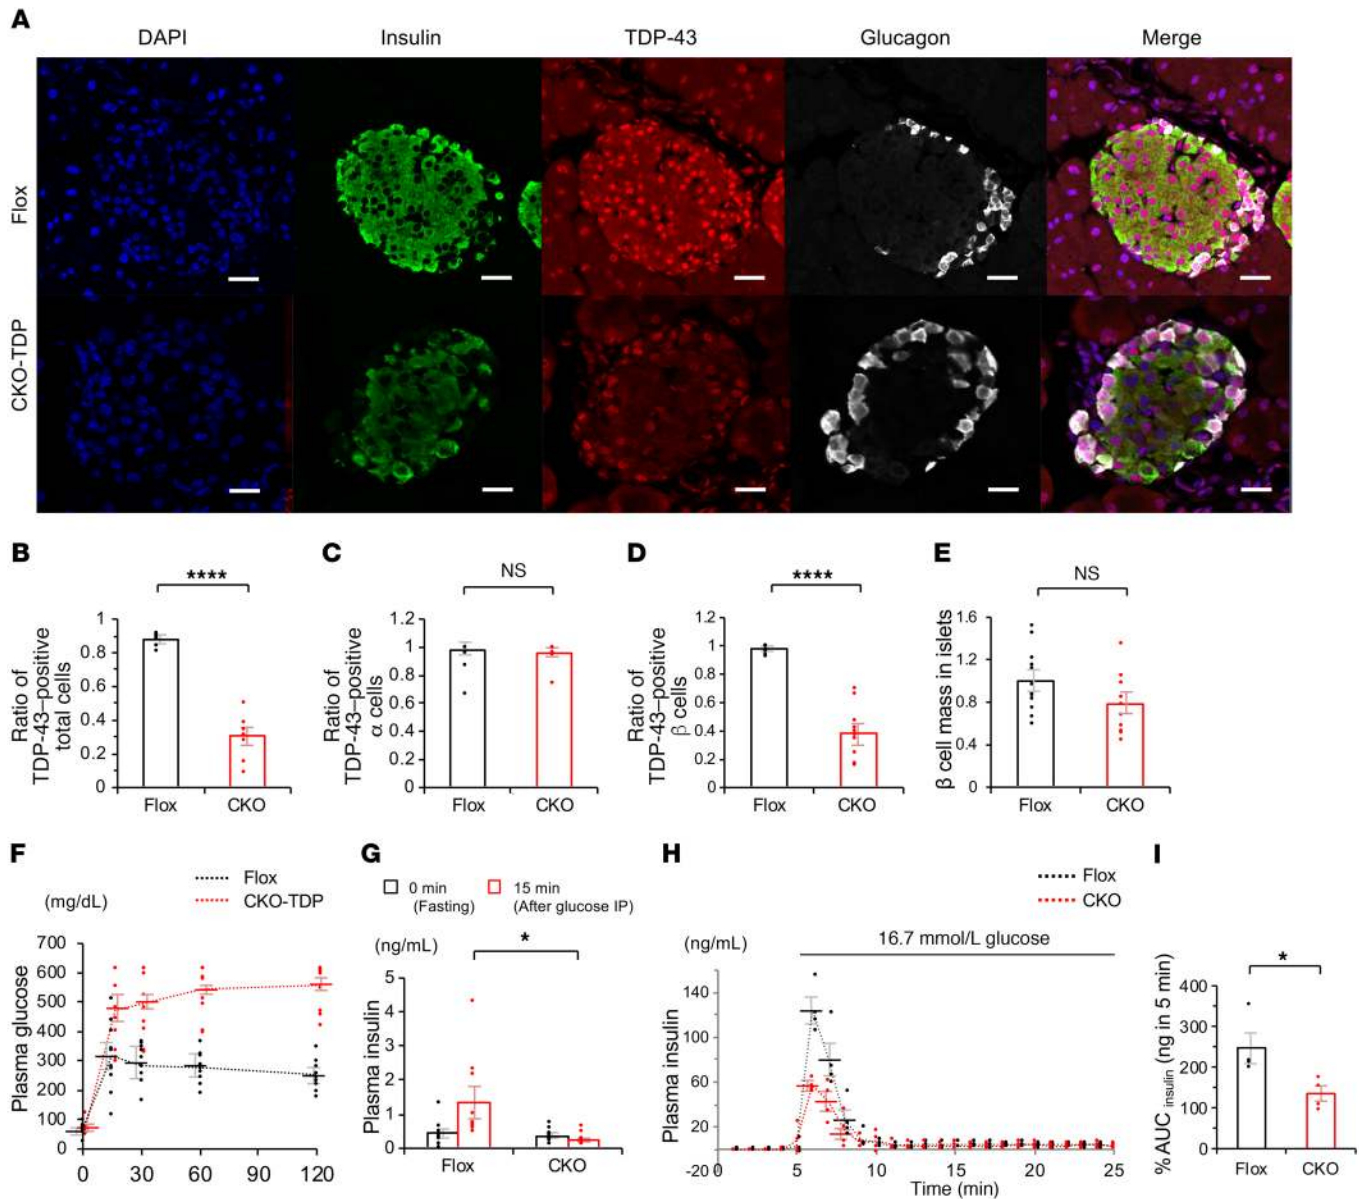 A
DAPI Insulin TDP-43 Glucagon Merge
Flox
CKO-TDP
B
****
Ratio of
TDP-43–positive
total cells
1
0.8
0.6
0.4
0.2
0
Flox CKO
C
NS
Ratio of
TDP-43–positive
α cells
1.2
1
0.8
0.6
0.4
0.2
0
Flox CKO
D
****
Ratio of
TDP-43–positive
β cells
1.2
1
0.8
0.6
0.4
0.2
0
Flox CKO
E
NS
β cell mass in islets
1.6
1.2
0.8
0.4
0
Flox CKO
F
Flox
CKO-TDP
(mg/dL)
Plasma glucose
700
600
500
400
300
200
100
0
0 30 60 90 120
G
0 min
(Fasting)
15 min
(After glucose IP)
(ng/mL)
*
Plasma insulin
5
4
3
2
1
0
Flox CKO
H
Flox
CKO
(ng/mL)
16.7 mmol/L glucose
Plasma insulin
140
100
60
20
-20
0 5 10 15 20 25
Time (min)
I
*
% AUC insulin (ng in 5 min)
400
300
200
100
0
Flox CKO